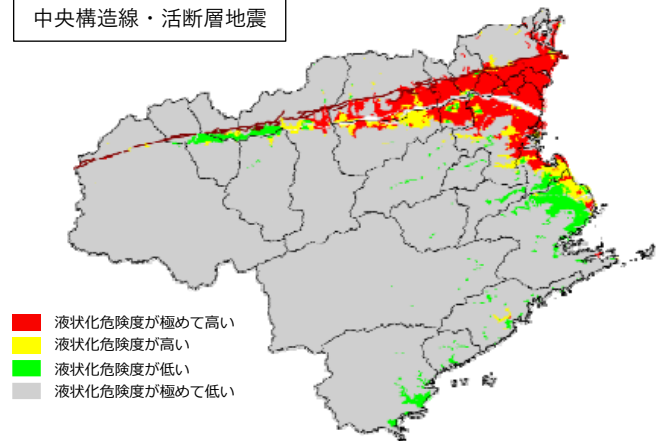 中央構造線・活断層地震
液状化危険度が極めて高い
液状化危険度が高い
液状化危険度が低い
液状化危険度が極めて低い